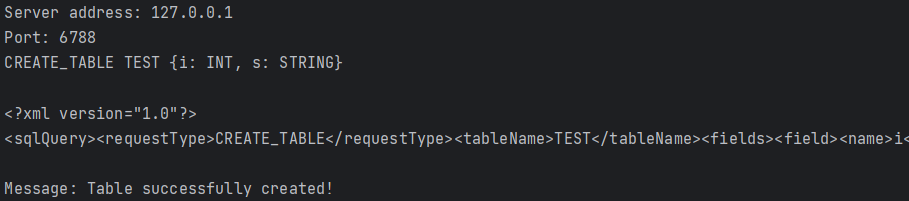 Server address: 127.0.0.1
Port: 6788
CREATE_TABLE TEST {i: INT, s: STRING}
<?xml version="1.0"?>
<sqlQuery><requestType>CREATE_TABLE</requestType><tableName>TEST</tableName><fields><field><name>i<
Message: Table successfully created!